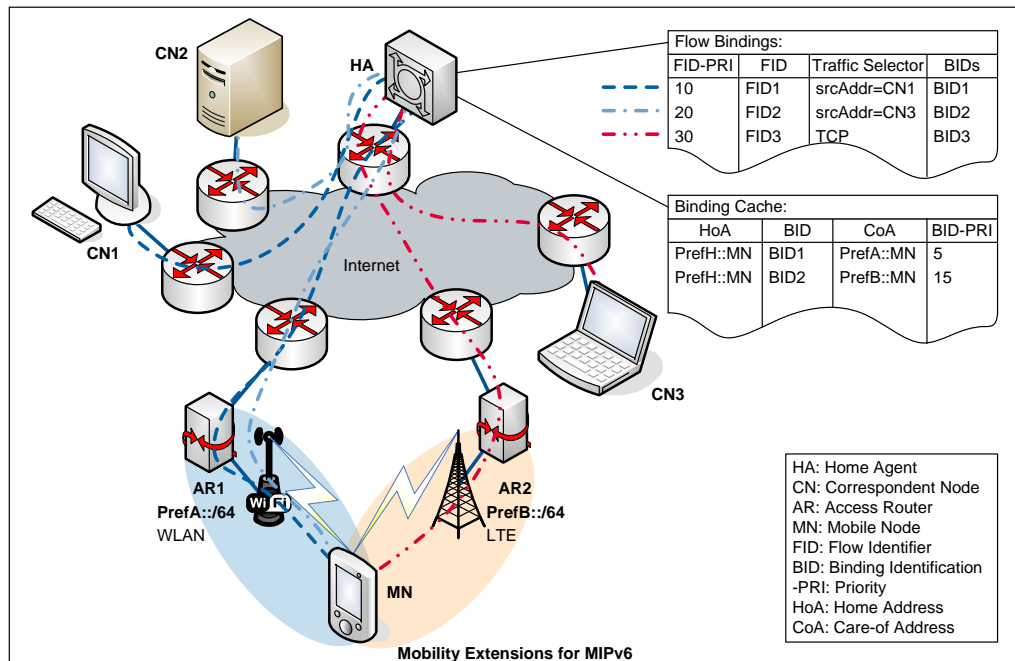 CN2
HA
CN1
Internet
CN3
AR1
PrefA::/64
WLAN
Wi Fi
AR2
PrefB::/64
LTE
MN
Mobility Extensions for MIPv6
Flow Bindings:
FID-PRI FID Traffic Selector BIDs
10 FID1 srcAddr=CN1 BID1
20 FID2 srcAddr=CN3 BID2
30 FID3 TCP BID3
Binding Cache:
HoA BID CoA BID-PRI
PrefH::MN BID1 PrefA::MN 5
PrefH::MN BID2 PrefB::MN 15
HA: Home Agent
CN: Correspondent Node
AR: Access Router
MN: Mobile Node
FID: Flow Identifier
BID: Binding Identification
-PRI: Priority
HoA: Home Address
CoA: Care-of Address